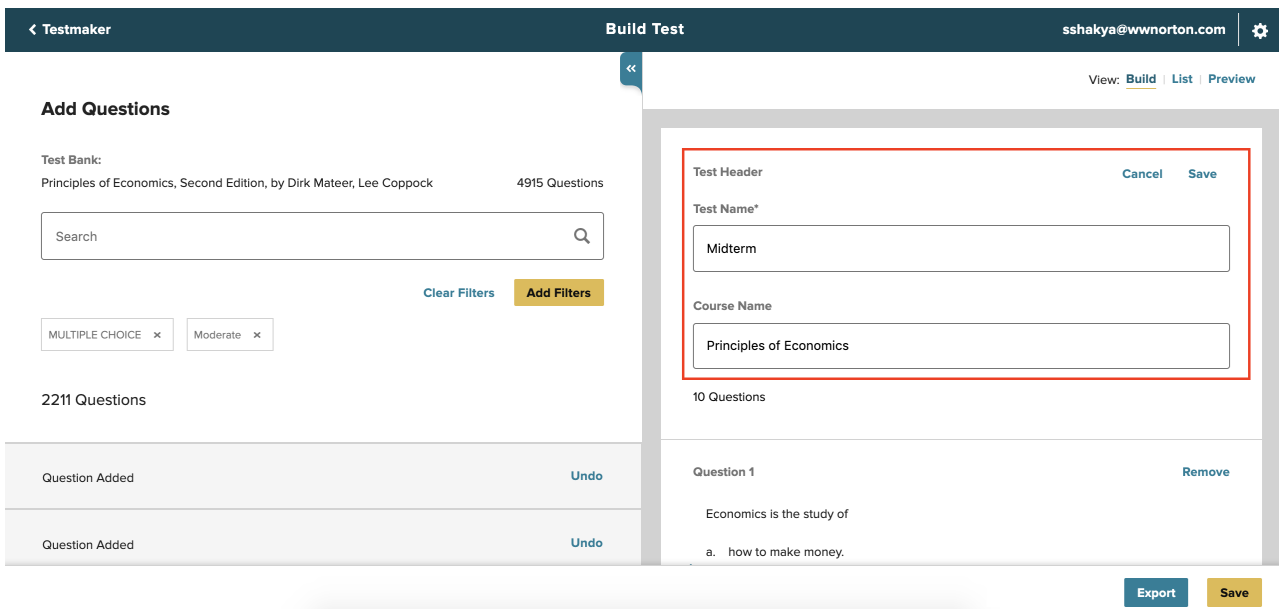 Testmaker
Build Test
sshakya@wwnorton.com
View: Build | List | Preview
Add Questions
Test Bank:
Principles of Economics, Second Edition, by Dirk Mateer, Lee Coppock
4915 Questions
Search
Clear Filters
Add Filters
MULTIPLE CHOICE ×
Moderate ×
2211 Questions
Question Added
Undo
Question Added
Undo
Test Header
Cancel
Save
Test Name*
Midterm
Course Name
Principles of Economics
10 Questions
Question 1
Remove
Economics is the study of
a. how to make money.
Export
Save